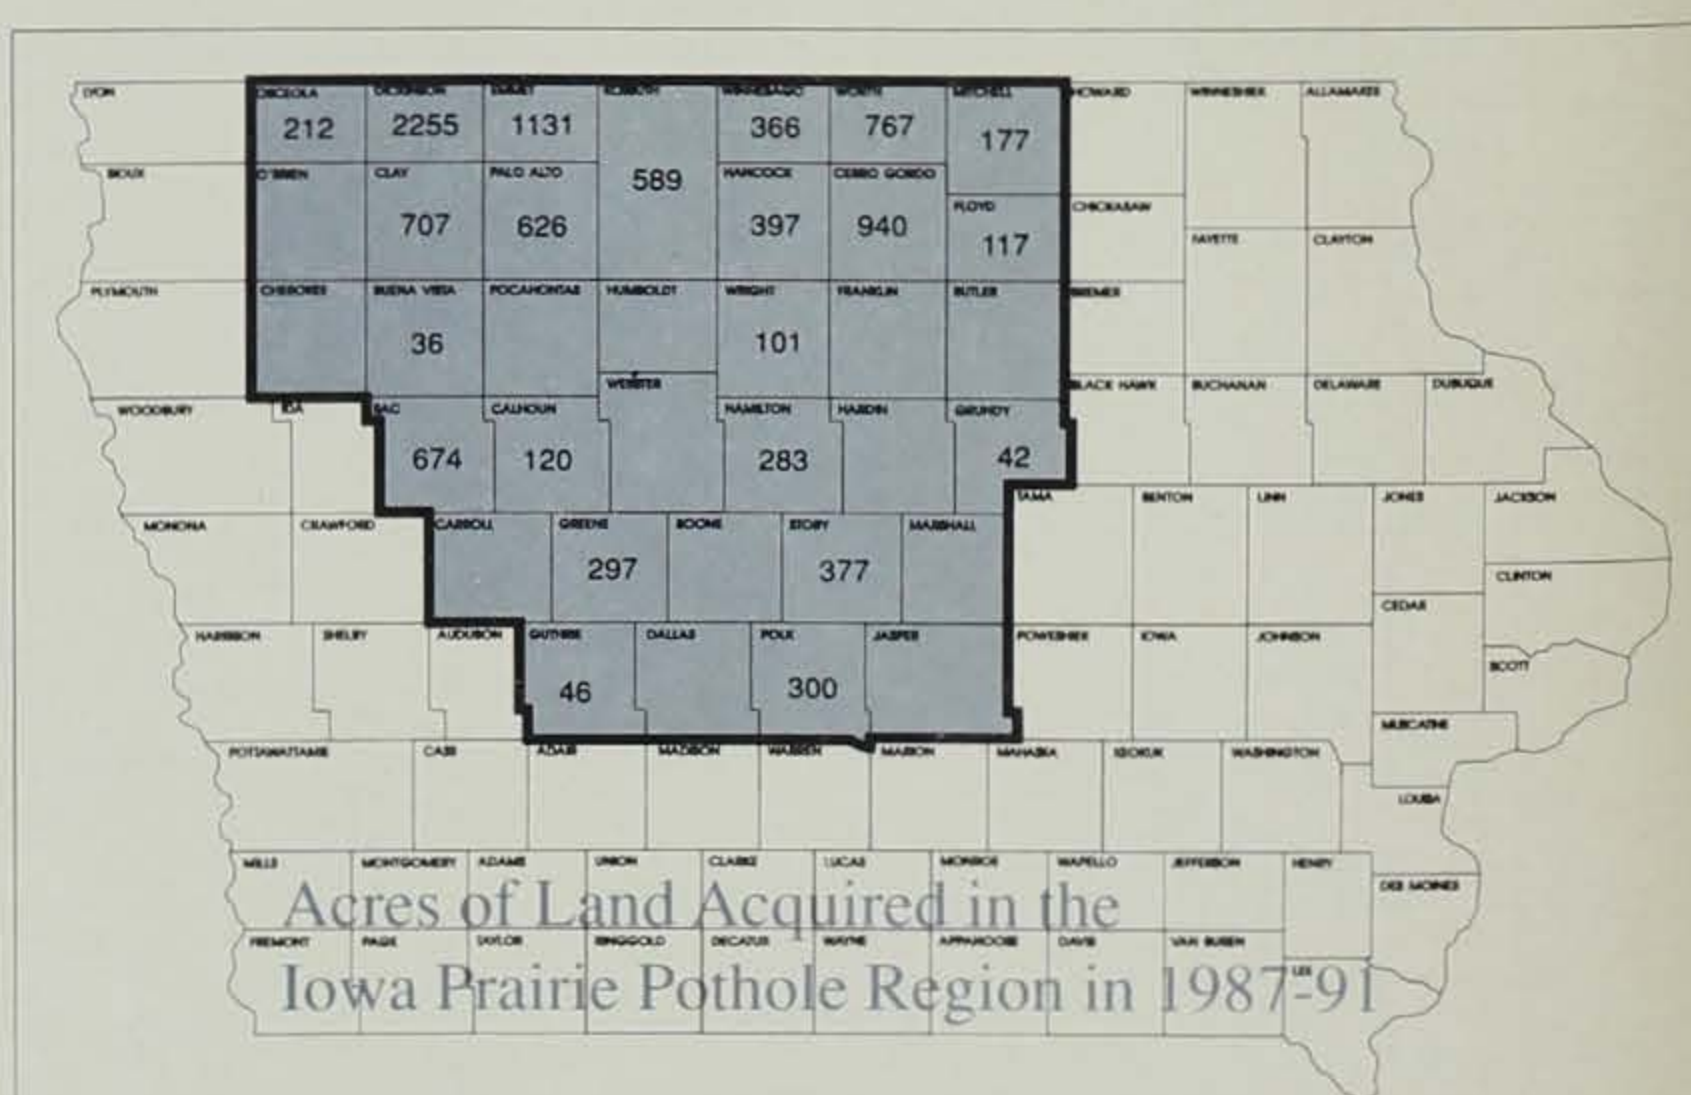 LYON OSCEOLA DICKINSON EMMET KOSSUTH WINNEBAGO WORTH MITCHELL HOWARD WINNESHIEK ALLAMAKEE
212 2255 1131 366 767 177
SIOUX O'BRIEN CLAY PALO ALTO 589 HANCOCK CERRO GORDO
FLOYD CHICKASAW
707 626 397 940 117 FAYETTE CLAYTON
PLYMOUTH CHEROKEE BUENA VISTA POCAHONTAS HUMBOLDT WRIGHT FRANKLIN BUTLER BREMER
36 101
WEBSTER BLACK HAWK BUCHANAN DELAWARE DUBUQUE
WOODBURY IDA SAC CALHOUN HAMILTON HARDIN GRUNDY
674 120 283 42
TAMA BENTON LINN JONES JACKSON
MONONA CRAWFORD CARROLL GREENE BOONE STORY MARSHALL
297 377 CLINTON
CEDAR
HARRISON SHELBY AUDUBON GUTHRIE DALLAS POLK JASPER POWESHIEK IOWA JOHNSON
SCOTT
46 300
MUSCATINE
POTTAWATTAMIE CASS ADAIR MADISON WARREN MARION MAHASKA KEOKUK WASHINGTON
LOUISA
MILLS MONTGOMERY ADAMS UNION CLARKE LUCAS MONROE WAPELLO JEFFERSON HENRY
DES MOINES
Acres of Land Acquired in the
FREMONT PAGE TAYLOR RINGGOLD DECATUR WAYNE APPANOOSE DAVIS VAN BUREN
LEE
Iowa Prairie Pothole Region in 1987-91